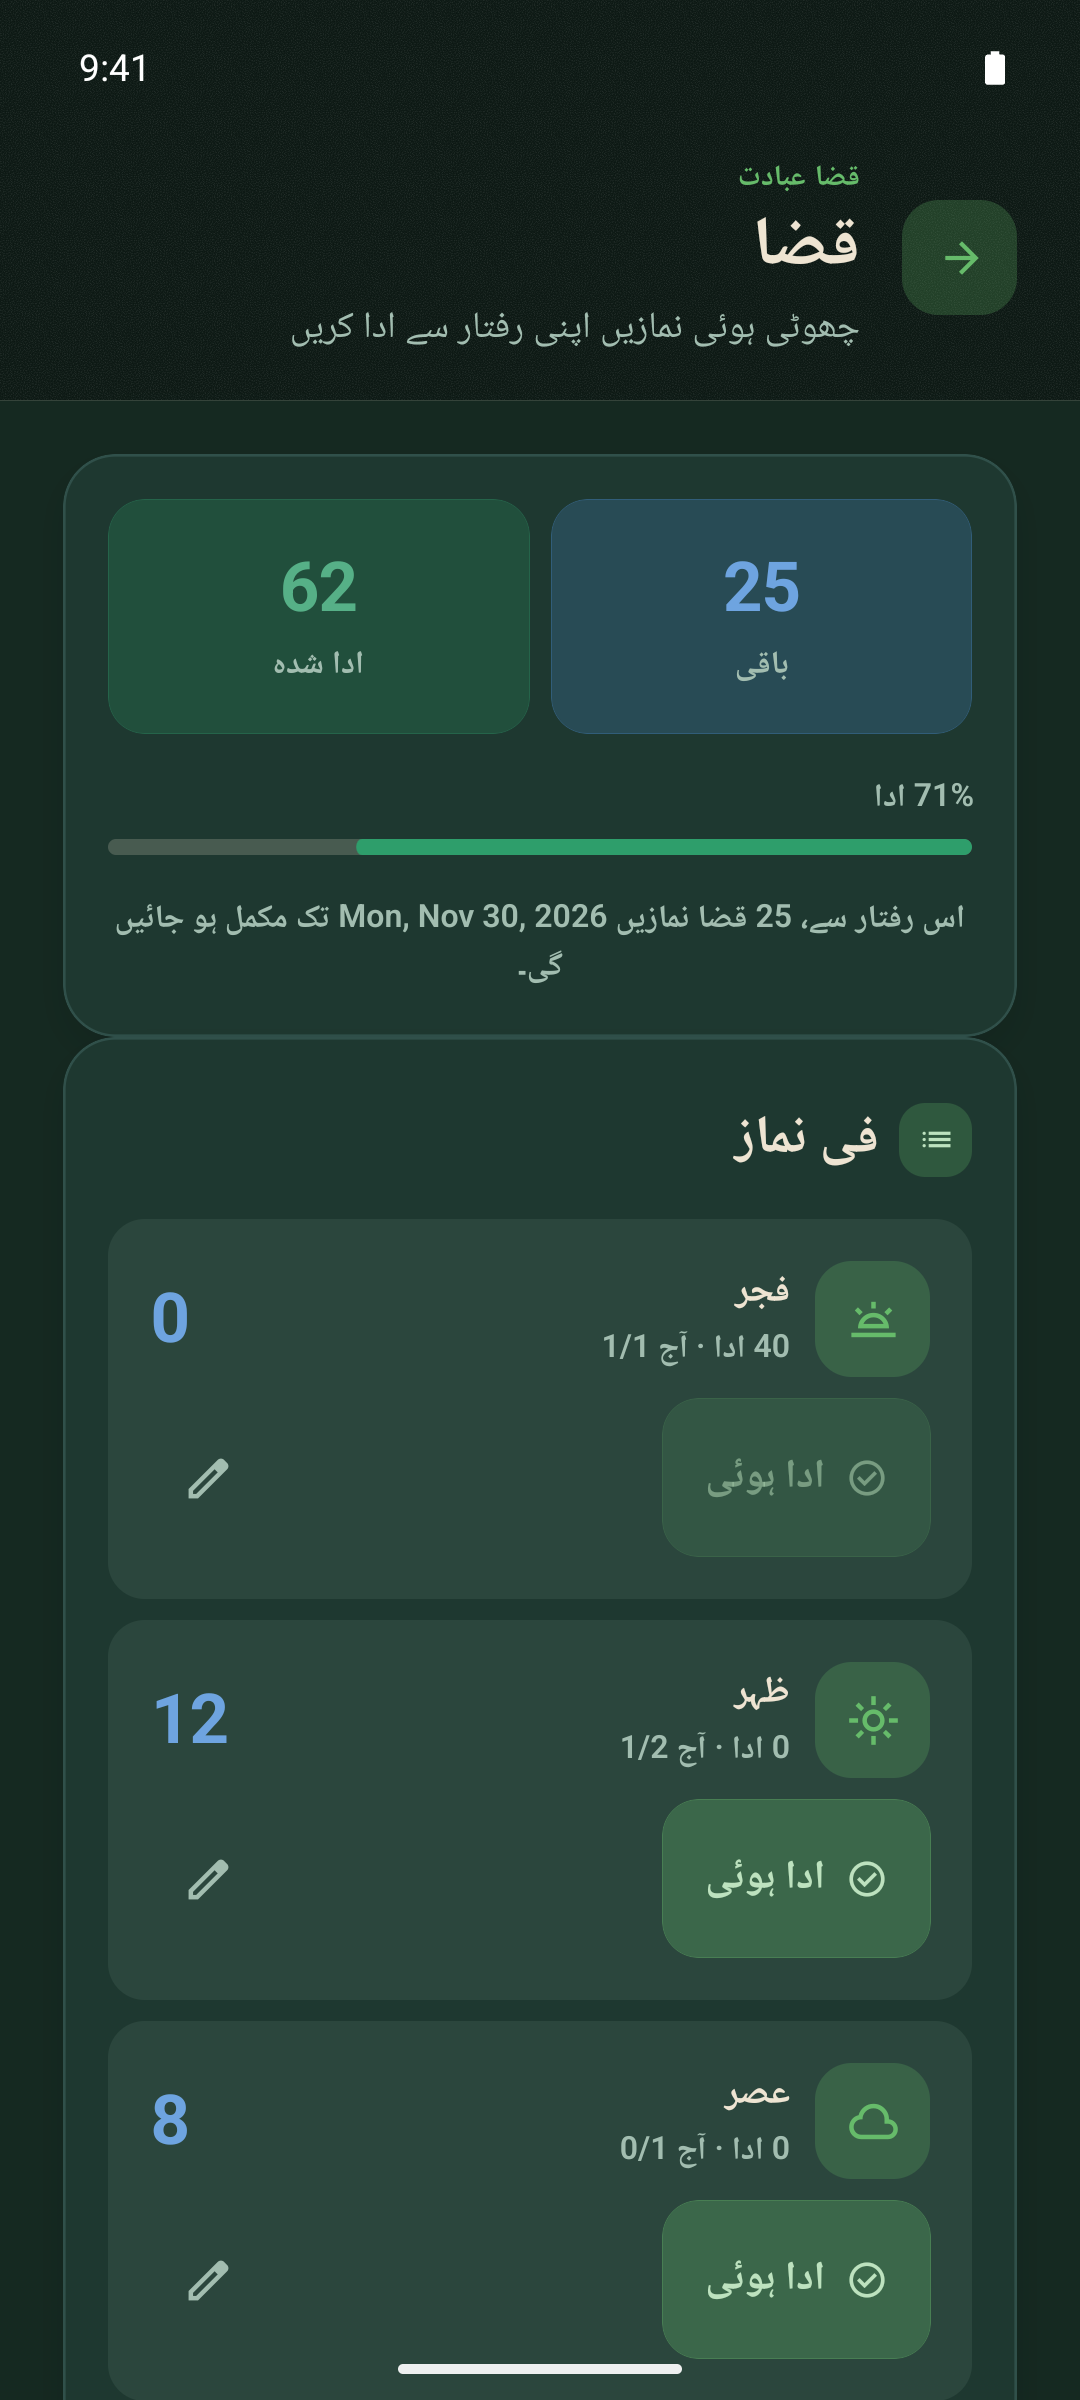 9:41
قضا عبادت
قضا
چھوٹی ہوئی نمازیں اپنی رفتار سے ادا کریں
25
باقی
62
ادا شدہ
71% ادا
اس رفتار سے، 25 قضا نمازیں Mon, Nov 30, 2026 تک مکمل ہو جائیں
گی۔
فی نماز
فجر
40 ادا · آج 1/1
0
ادا ہوئی
ظہر
0 ادا · آج 1/2
12
ادا ہوئی
عصر
0 ادا · آج 0/1
8
ادا ہوئی